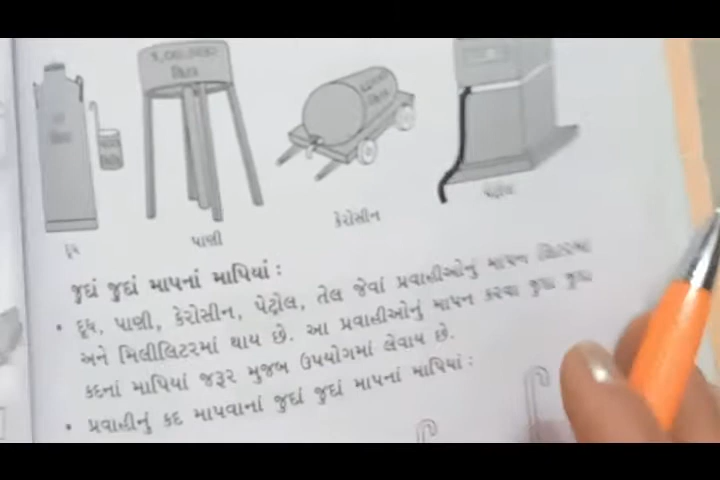 દૂધ
પાણી
કેરોસીન
પેટ્રોલ
જુદાં જુદાં માપનાં માપિયાં :
• દૂધ, પાણી, કેરોસીન, પેટ્રોલ, તેલ જેવાં પ્રવાહીઓનું માપન લિટરમાં
અને મિલીલિટરમાં થાય છે. આ પ્રવાહીઓનું માપન કરવા જુદા જુદા
કદનાં માપિયાં જરૂર મુજબ ઉપયોગમાં લેવાય છે.
• પ્રવાહીનું કદ માપવાનાં જુદાં જુદાં માપનાં માપિયાં :